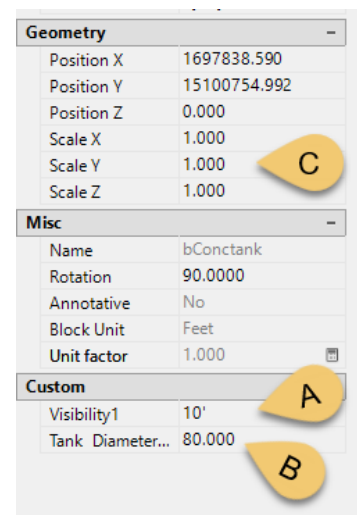 Geometry –
Position X 1697838.590
Position Y 15100754.992
Position Z 0.000
Scale X 1.000
Scale Y 1.000
C
Scale Z 1.000
Misc –
Name bConctank
Rotation 90.0000
Annotative No
Block Unit Feet
Unit factor 1.000
Custom
A
Visibility1 10'
Tank Diameter... 80.000
B